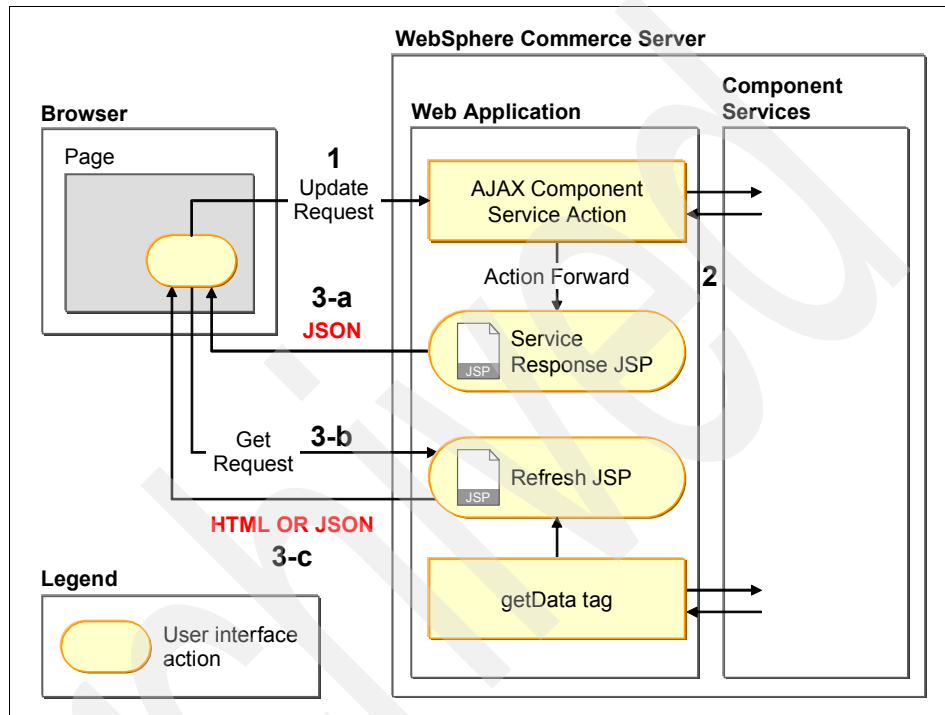 WebSphere Commerce Server
Component
Services
Browser
Web Application
Page
1
Update
Request
AJAX Component
Service Action
Action Forward
2
3-a
JSON
JSP
Service
Response JSP
Get
Request
3-b
JSP
Refresh JSP
HTML OR JSON
3-c
getData tag
Legend
User interface
action